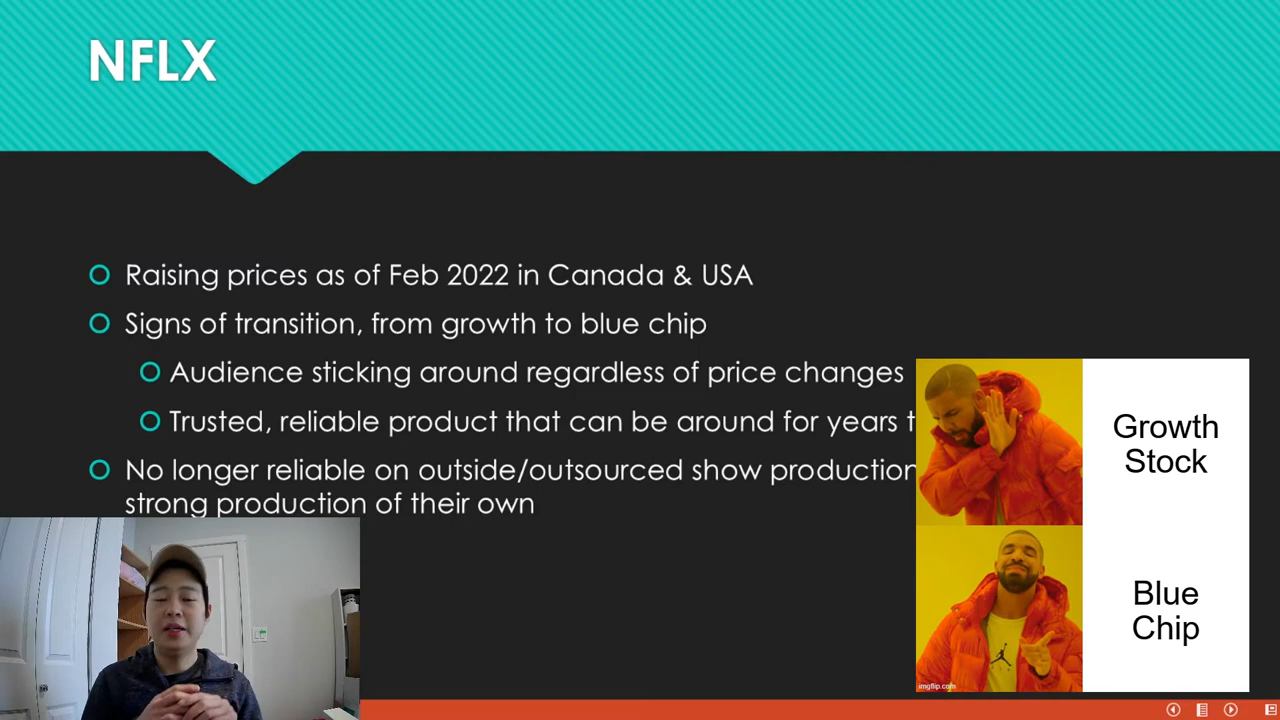 NFLX
Raising prices as of Feb 2022 in Canada & USA
Signs of transition, from growth to blue chip
Audience sticking around regardless of price changes
Trusted, reliable product that can be around for years
No longer reliable on outside/outsourced show production
strong production of their own
Growth
Stock
Blue
Chip
imgflip.com